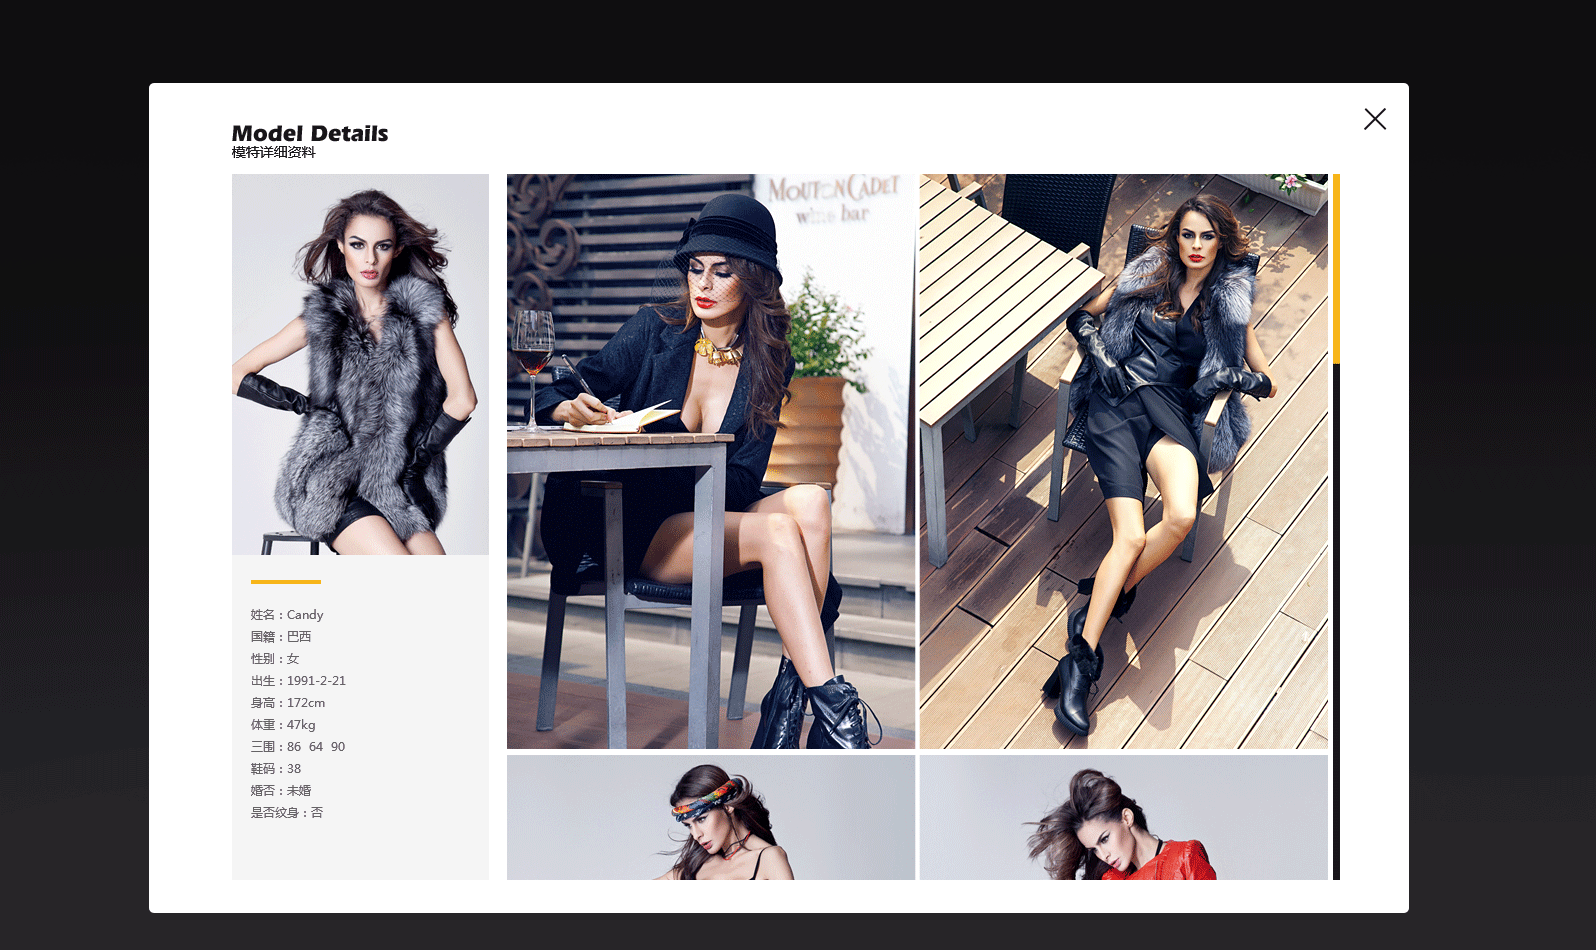 Model Details
模特详细资料
MOUTON CADET
wine bar
姓名：Candy
国籍：巴西
性别：女
出生：1991-2-21
身高：172cm
体重：47kg
三围：86 64 90
鞋码：38
婚否：未婚
是否纹身：否